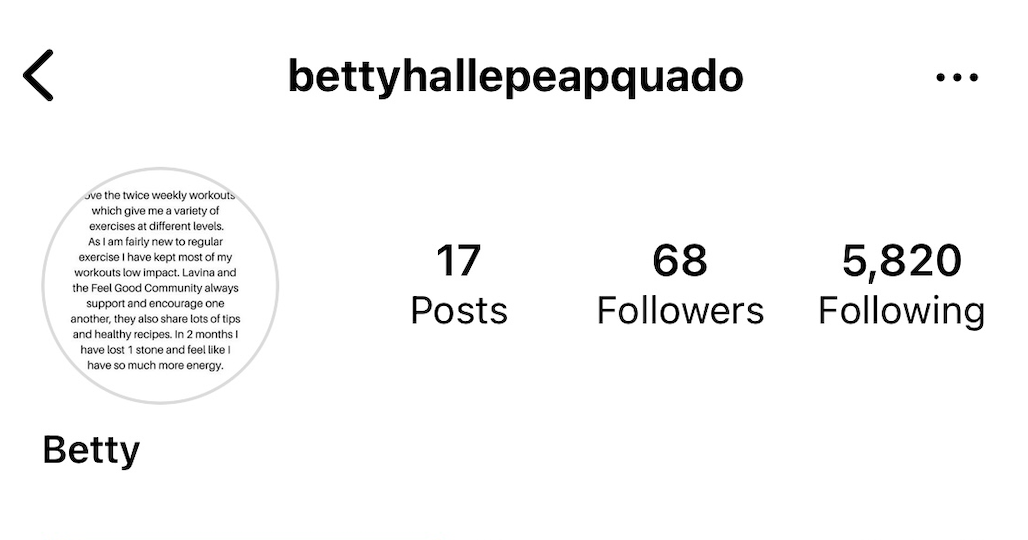 bettyhallepeapquado
the twice weekly workouts
which give me a variety of
exercises at different levels.
As I am fairly new to regular
exercise I have kept most of my
workouts low impact. Lavina and
the Feel Good Community always
support and encourage one
another, they also share lots of tips
and healthy recipes. In 2 months I
have lost 1 stone and feel like I
have so much more energy.
17
Posts
68
Followers
5,820
Following
Betty